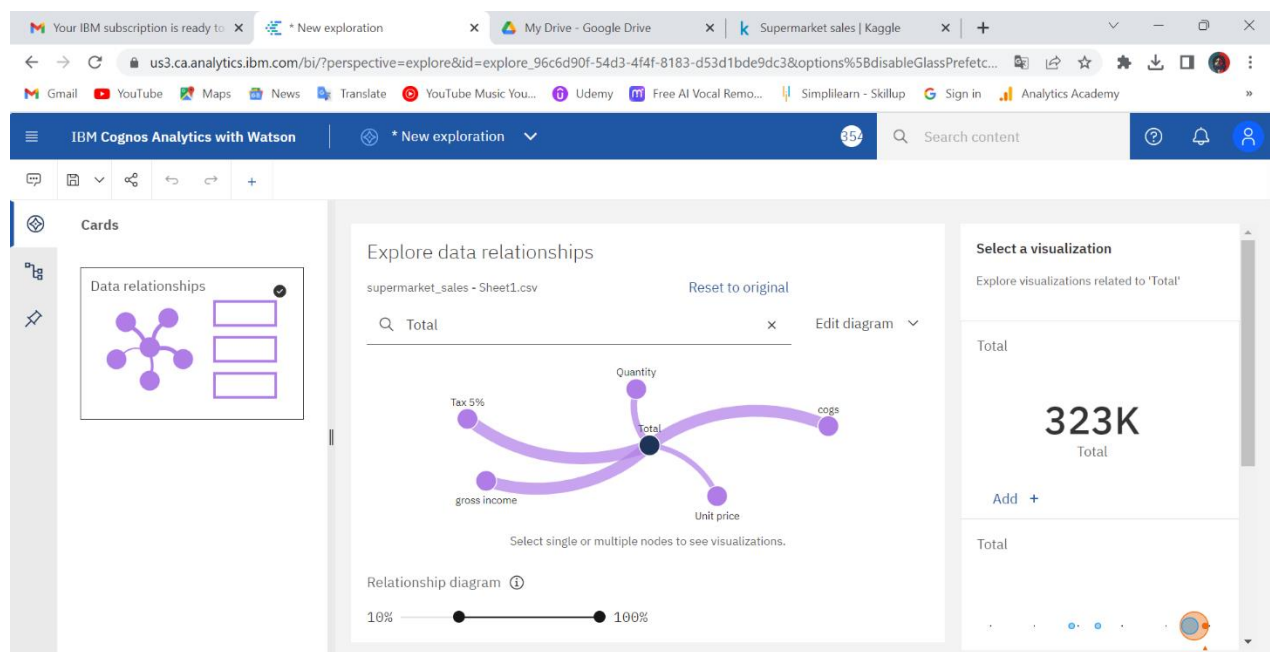 Your IBM subscription is ready to
* New exploration
My Drive - Google Drive
Supermarket sales | Kaggle
us3.ca.analytics.ibm.com/bi/?perspective=explore&id=explore_96c6d90f-54d3-4f4f-8183-d53d1bde9dc3&options%5BdisableGlassPrefetc...
Gmail YouTube Maps News Translate YouTube Music You... Udemy Free AI Vocal Remo... Simplilearn - Skillup Sign in Analytics Academy »
IBM Cognos Analytics with Watson
* New exploration
354
Search content
Cards
Data relationships
Explore data relationships
supermarket_sales - Sheet1.csv
Reset to original
Total
Edit diagram
Quantity
Tax 5%
cogs
Total
gross income
Unit price
Select single or multiple nodes to see visualizations.
Relationship diagram
10%
100%
Select a visualization
Explore visualizations related to 'Total'
Total
323K
Total
Add +
Total